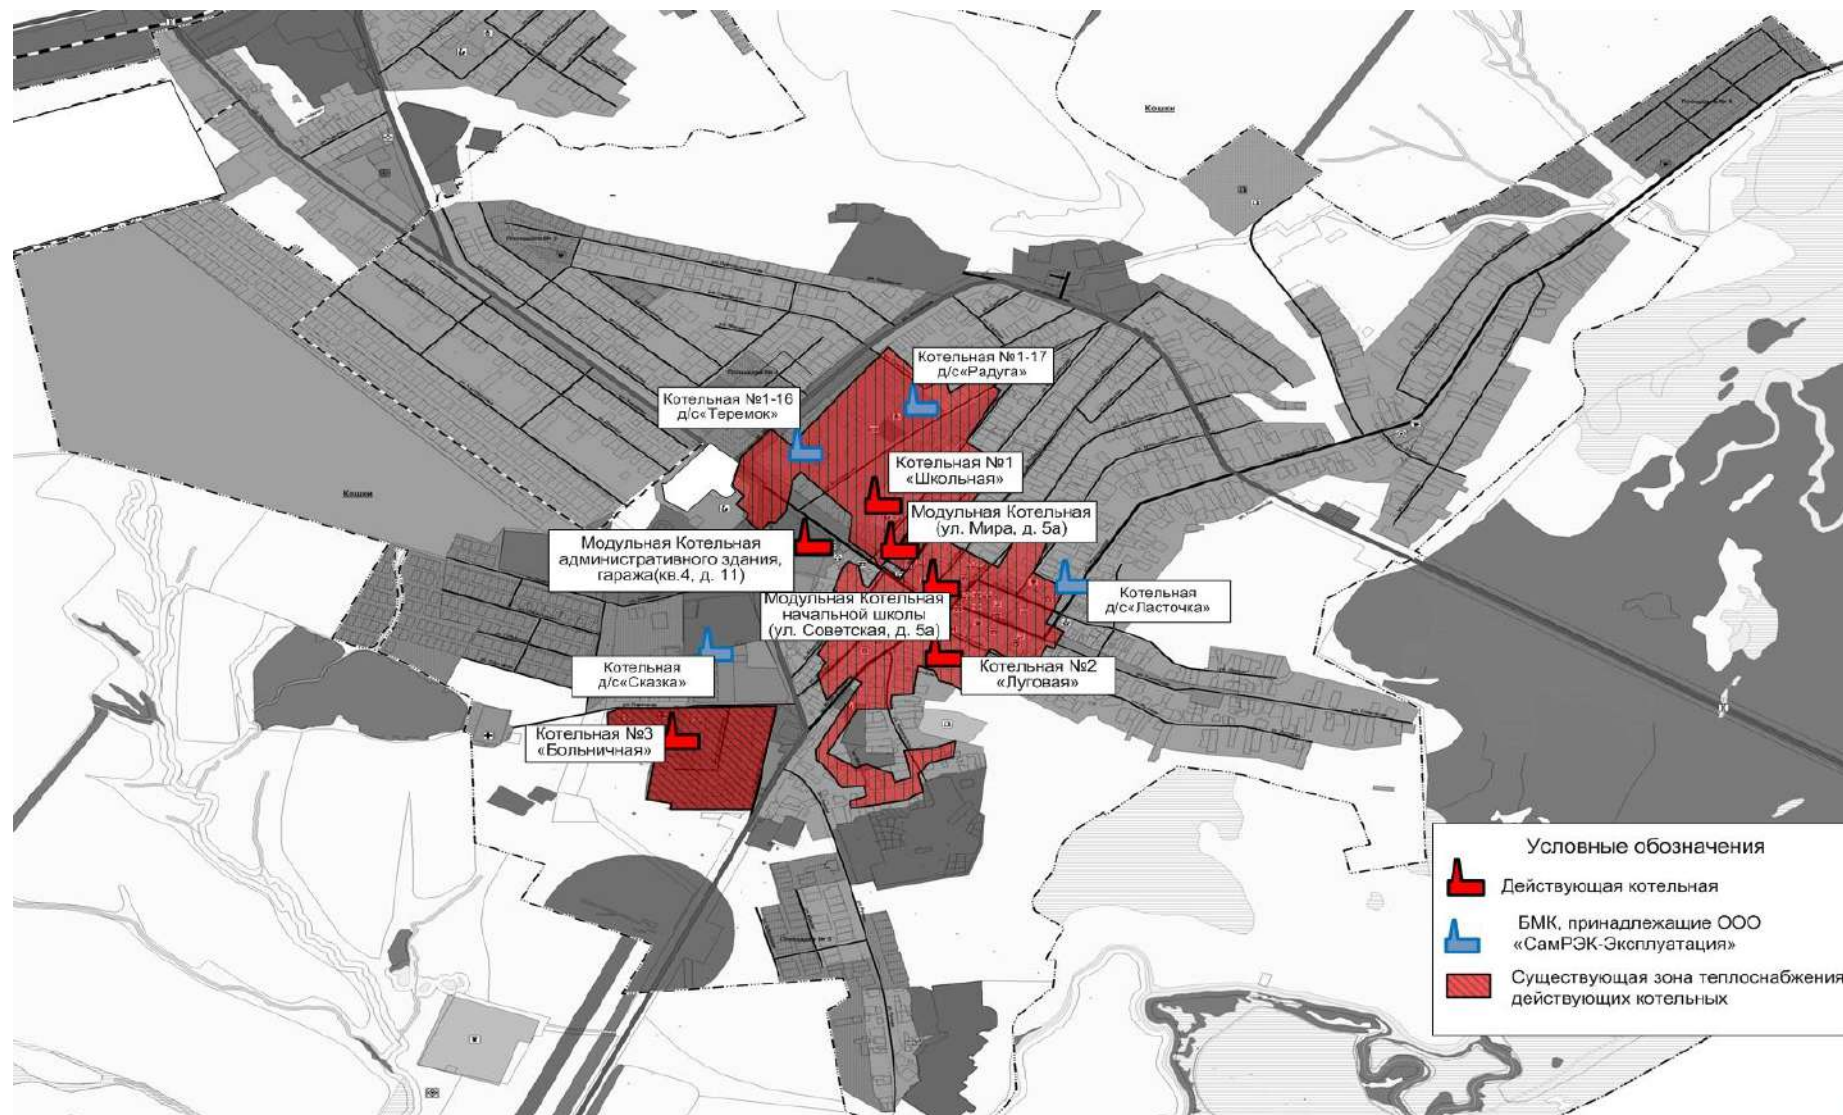 Кошки
Котельная №1-17
д/с«Радуга»
Котельная №1-16
д/с«Теремок»
Котельная №1
«Школьная»
Модульная Котельная
(ул. Мира, д. 5а)
Кошки
Модульная Котельная
административного здания,
гаража(кв.4, д. 11)
Модульная Котельная
начальной школы
(ул. Советская, д. 5а)
Котельная
д/с«Ласточка»
Котельная
д/с«Сказка»
Котельная №2
«Луговая»
Котельная №3
«Больничная»
Условные обозначения
Действующая котельная
БМК, принадлежащие ООО
«СамРЭК-Эксплуатация»
Существующая зона теплоснабжения
действующих котельных